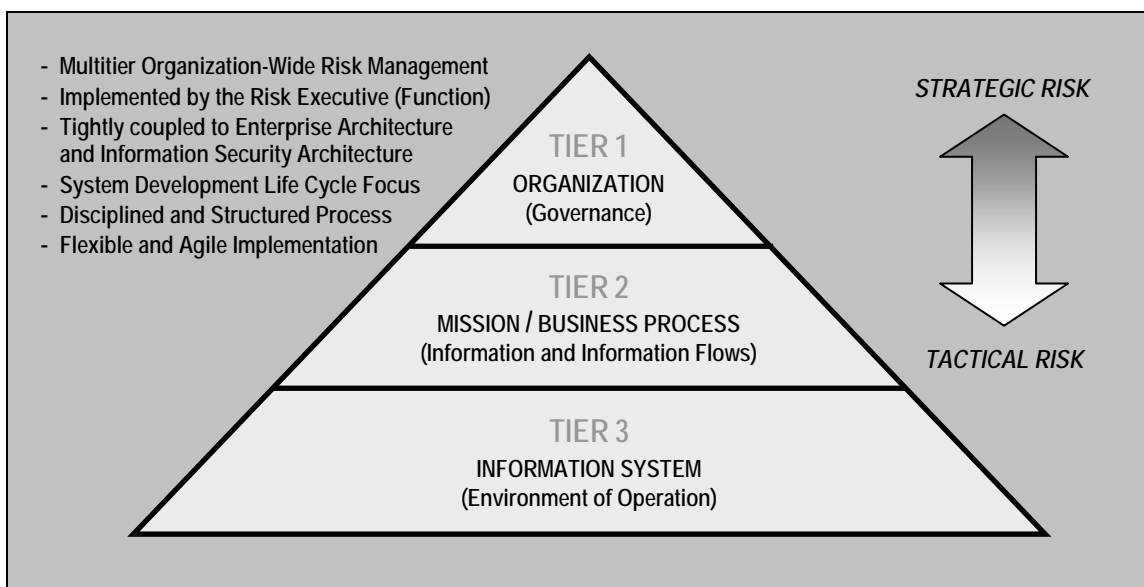 - Multitier Organization-Wide Risk Management
- Implemented by the Risk Executive (Function)
- Tightly coupled to Enterprise Architecture
and Information Security Architecture
- System Development Life Cycle Focus
- Disciplined and Structured Process
- Flexible and Agile Implementation
TIER 1
ORGANIZATION
(Governance)
TIER 2
MISSION / BUSINESS PROCESS
(Information and Information Flows)
TIER 3
INFORMATION SYSTEM
(Environment of Operation)
STRATEGIC RISK
TACTICAL RISK